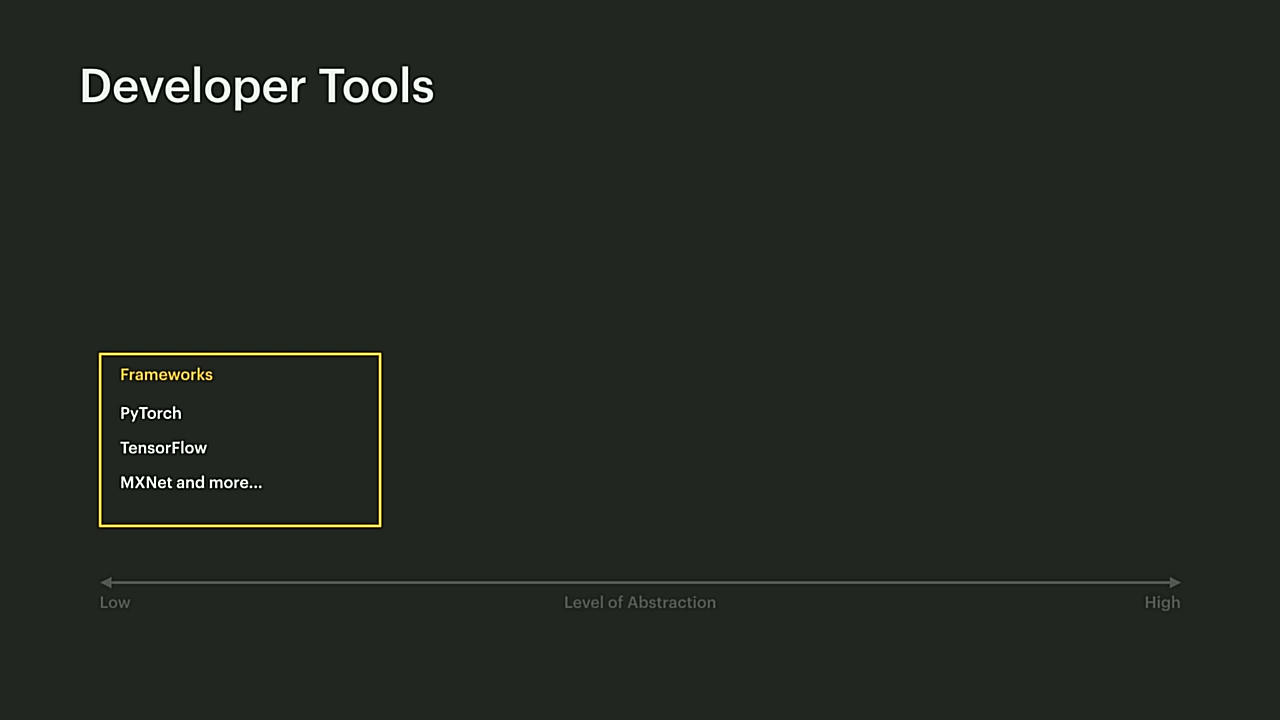 Developer Tools
Frameworks
PyTorch
TensorFlow
MXNet and more...
Low
Level of Abstraction
High